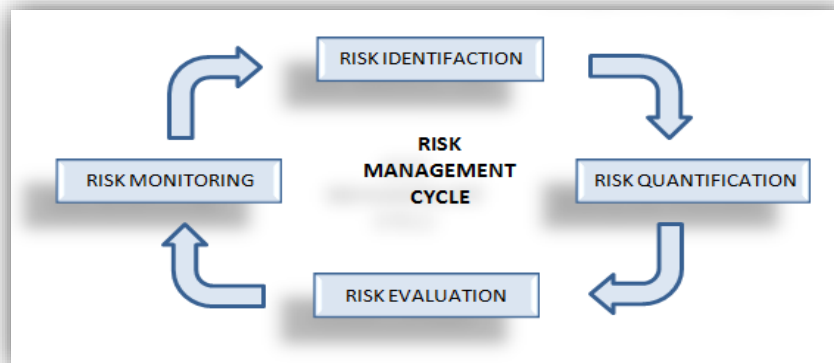 RISK IDENTIFACTION
RISK
MANAGEMENT
CYCLE
RISK MONITORING
RISK QUANTIFICATION
RISK EVALUATION